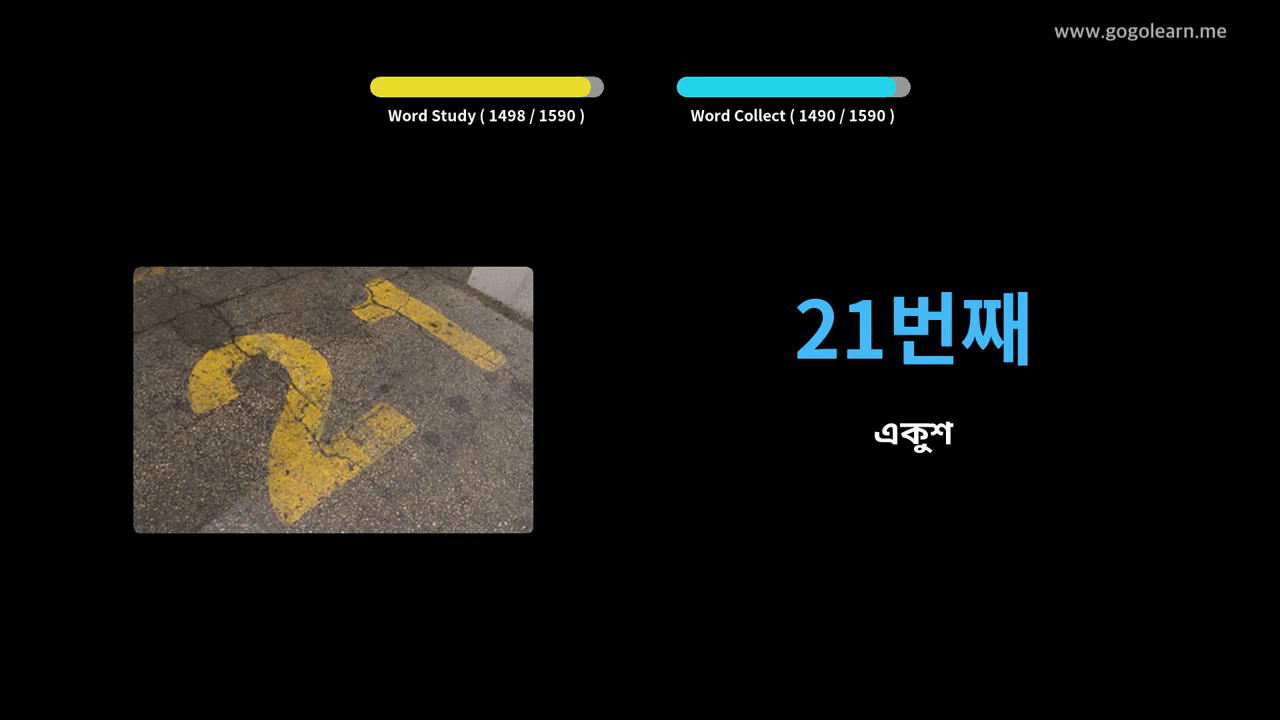 www.gogolearn.me
Word Study ( 1498 / 1590 )
Word Collect ( 1490 / 1590 )
21
21번째
একুশ